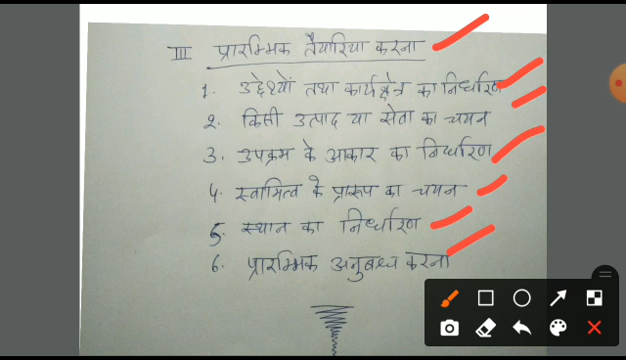 III प्रारम्भिक तैयारिया करना
1. उद्देश्यों तथा कार्यक्षेत्र का निर्धारण
2. किसी उत्पाद या सेवा का चयन
3. उपक्रम के आकार का निर्धारण
4. स्वामित्व के प्रारूप का चयन
5. स्थान का निर्धारण
6. प्रारम्भिक अनुबन्ध करना